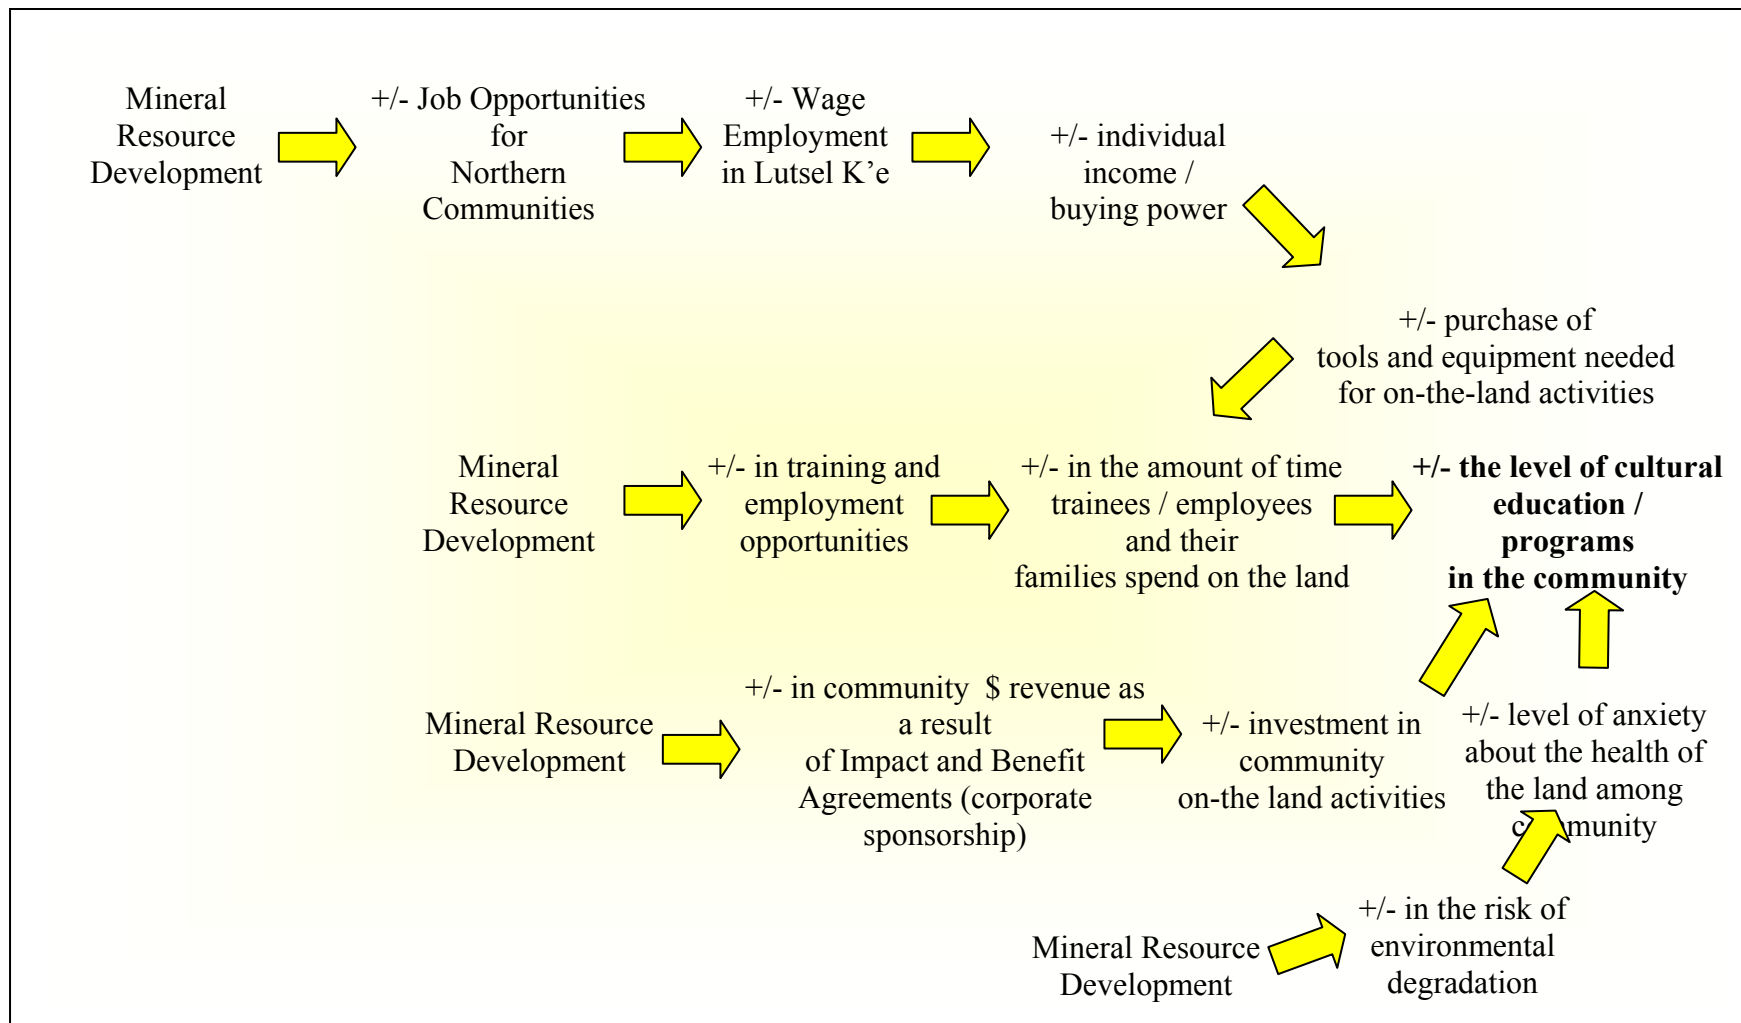 Mineral
Resource
Development
+/- Job Opportunities
for
Northern
Communities
+/- Wage
Employment
in Lutsel K’e
+/- individual
income /
buying power
+/- purchase of
tools and equipment needed
for on-the-land activities
Mineral
Resource
Development
+/- in training and
employment
opportunities
+/- in the amount of time
trainees / employees
and their
families spend on the land
+/- the level of cultural
education /
programs
in the community
Mineral Resource
Development
+/- in community $ revenue as
a result
of Impact and Benefit
Agreements (corporate
sponsorship)
+/- investment in
community
on-the land activities
+/- level of anxiety
about the health of
the land among
community
Mineral Resource
Development
+/- in the risk of
environmental
degradation